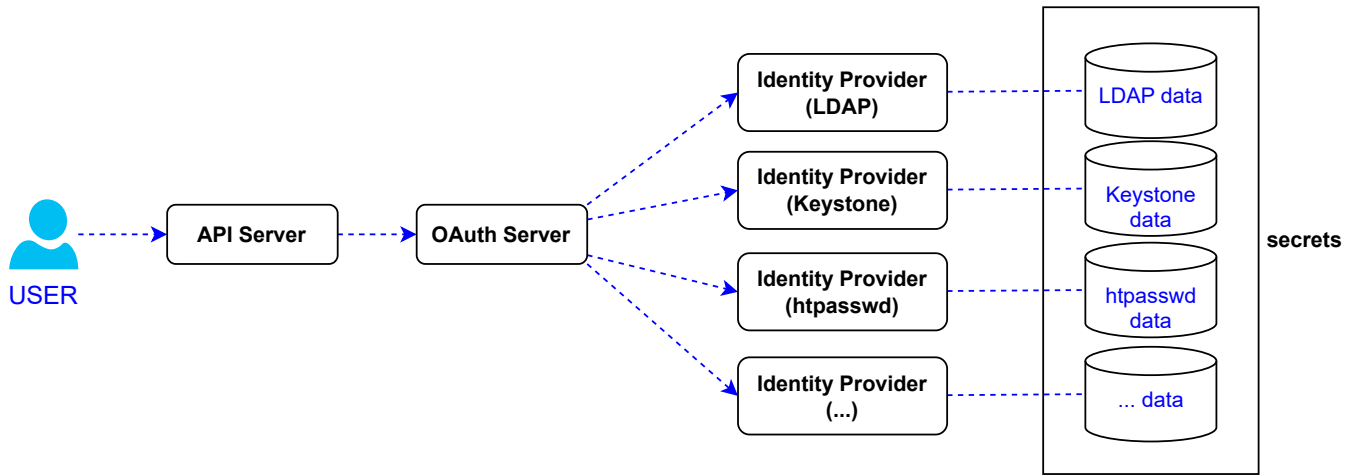 USER
API Server
OAuth Server
Identity Provider
(LDAP)
Identity Provider
(Keystone)
Identity Provider
(htpasswd)
Identity Provider
(...)
LDAP data
Keystone
data
htpasswd
data
... data
secrets